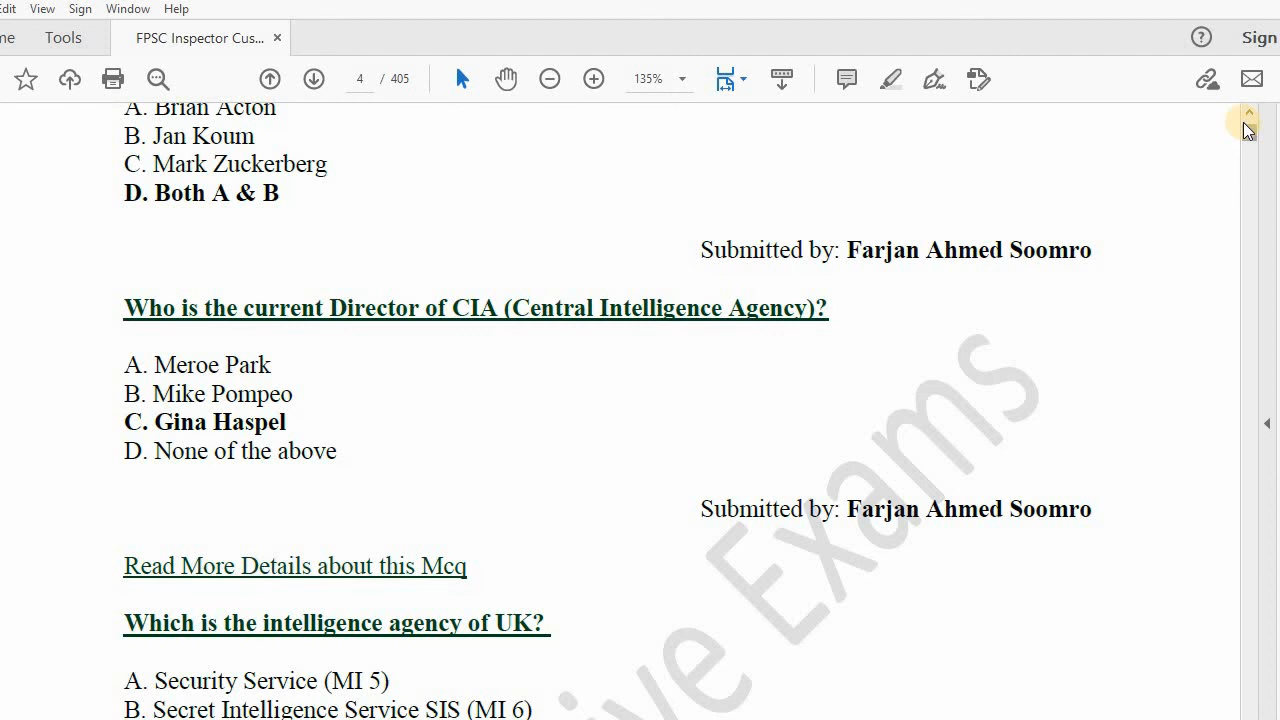 Edit View Sign Window Help
me Tools FPSC Inspector Cus... × ? Sign
4 / 405 135%
A. Brian Acton
B. Jan Koum
C. Mark Zuckerberg
D. Both A & B
Submitted by: Farjan Ahmed Soomro
Who is the current Director of CIA (Central Intelligence Agency)?
A. Meroe Park
B. Mike Pompeo
C. Gina Haspel
D. None of the above
Submitted by: Farjan Ahmed Soomro
Read More Details about this Mcq
Which is the intelligence agency of UK?
A. Security Service (MI 5)
B. Secret Intelligence Service SIS (MI 6)
ive Exams